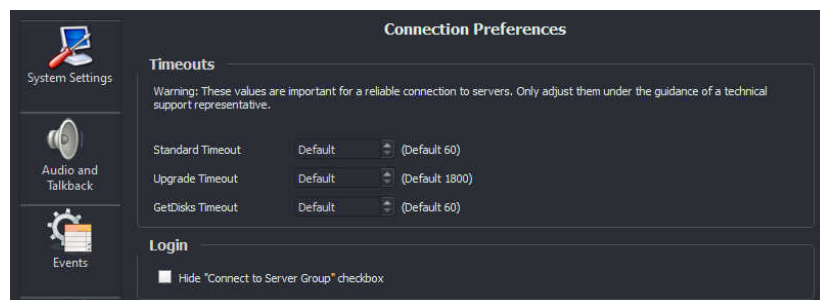 Connection Preferences
System Settings
Timeouts
Warning: These values are important for a reliable connection to servers. Only adjust them under the guidance of a technical
support representative.
Standard Timeout Default (Default 60)
Audio and
Talkback
Upgrade Timeout Default (Default 1800)
GetDisks Timeout Default (Default 60)
Events
Login
Hide "Connect to Server Group" checkbox